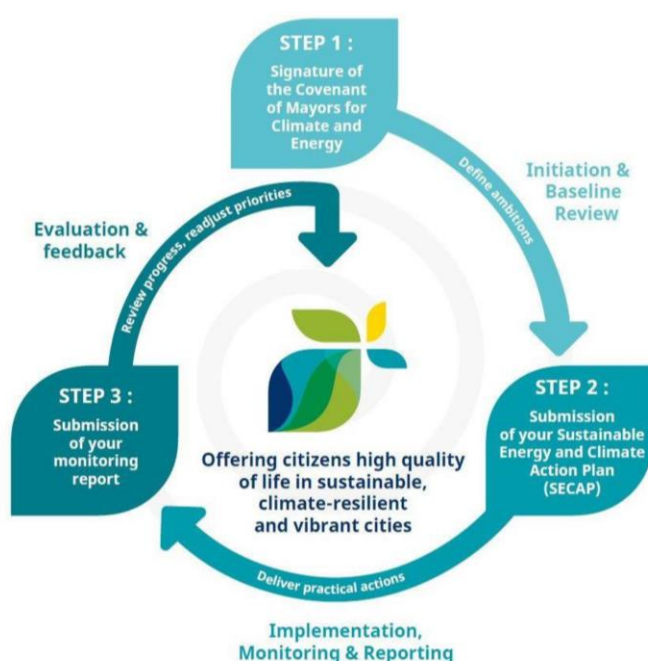 STEP 1 :
Signature of
the Covenant
of Mayors for
Climate and
Energy
Define ambitions
Initiation &
Baseline
Review
STEP 2 :
Submission
of your Sustainable
Energy and Climate
Action Plan
(SECAP)
Deliver practical actions
Implementation,
Monitoring & Reporting
STEP 3 :
Submission
of your
monitoring
report
Review progress, readjust priorities
Evaluation &
feedback
Offering citizens high quality
of life in sustainable,
climate-resilient
and vibrant cities